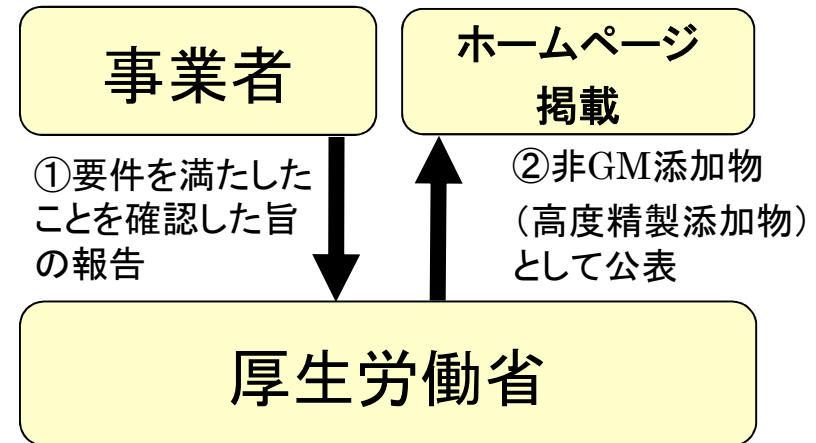 事業者
ホームページ
掲載
①要件を満たした
ことを確認した旨
の報告
②非GM添加物
（高度精製添加物）
として公表
厚生労働省